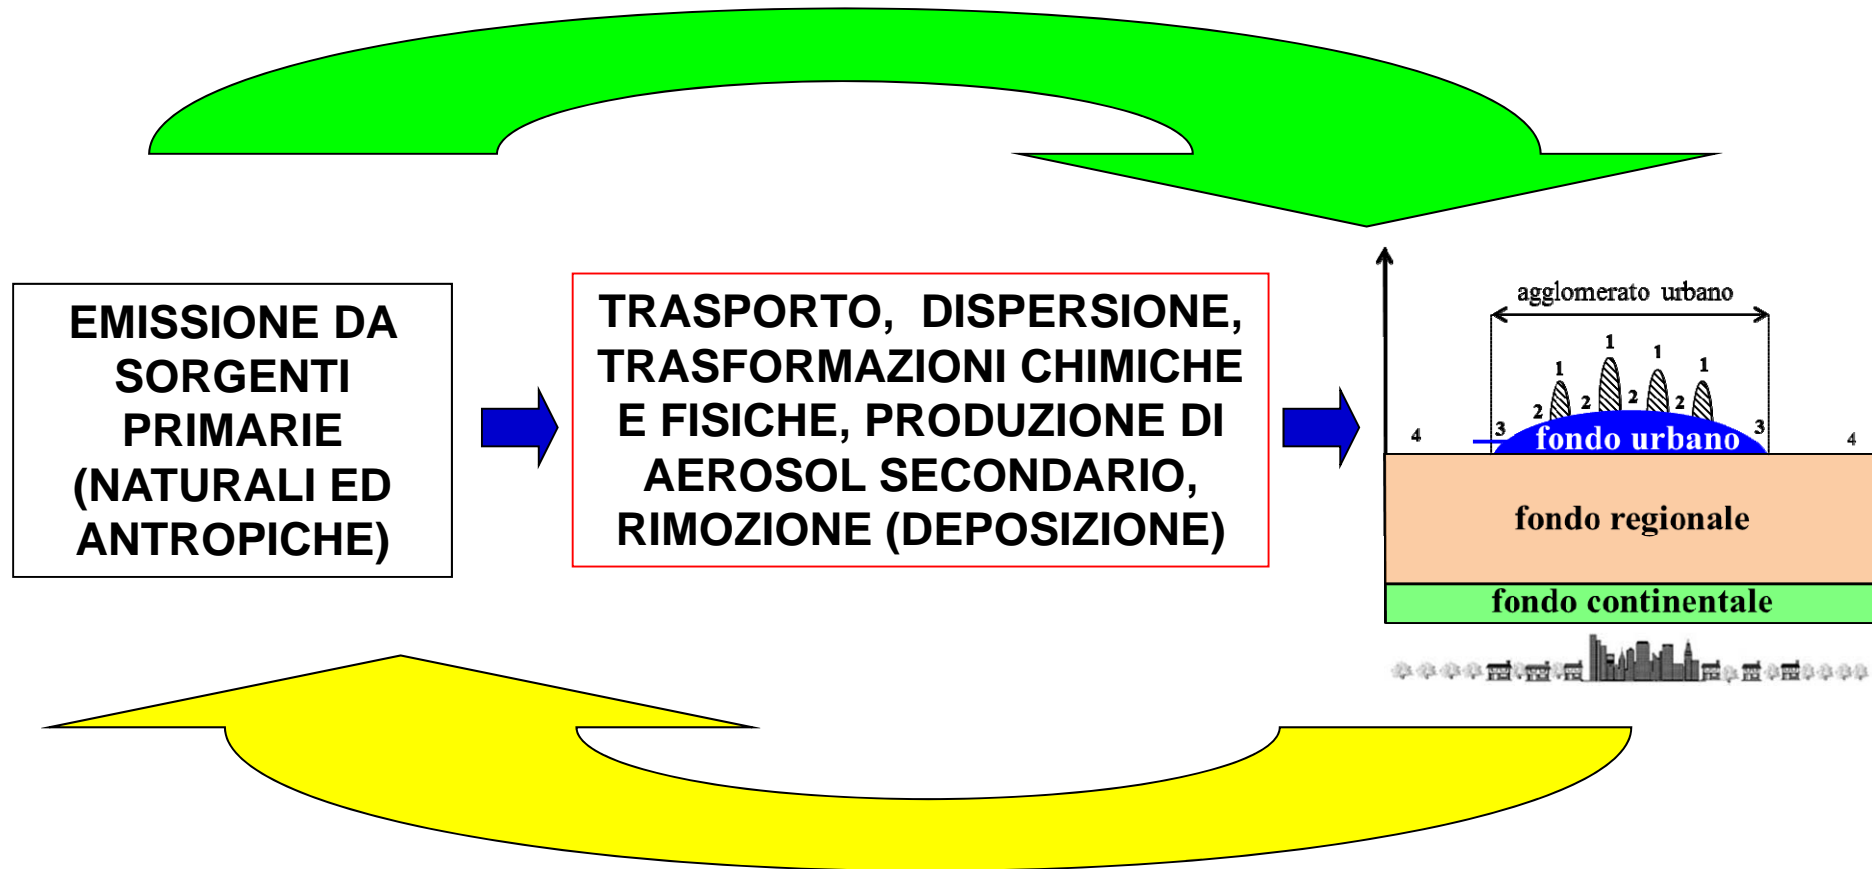 EMISSIONE DA
SORGENTI
PRIMARIE
(NATURALI ED
ANTROPICHE)
TRASPORTO, DISPERSIONE,
TRASFORMAZIONI CHIMICHE
E FISICHE, PRODUZIONE DI
AEROSOL SECONDARIO,
RIMOZIONE (DEPOSIZIONE)
agglomerato urbano
1 1 1 1
2 2 2 2
4 3 fondo urbano 3 4
fondo regionale
fondo continentale